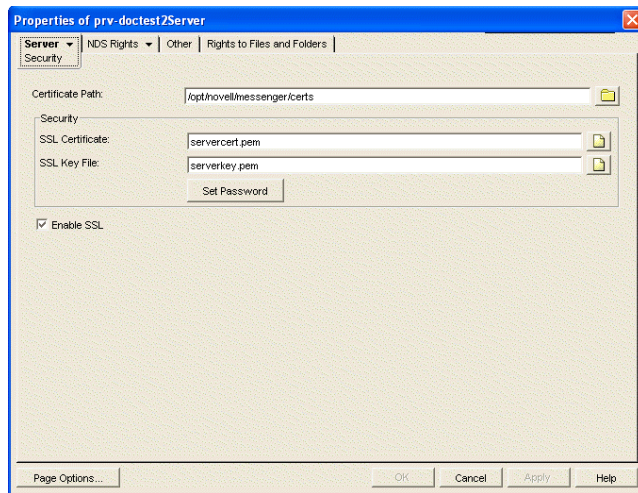 Properties of prv-doctest2Server
Server NDS Rights Other Rights to Files and Folders
Security
Certificate Path: /opt/novell/messenger/certs
Security
SSL Certificate: servercert.pem
SSL Key File: serverkey.pem
Set Password
Enable SSL
Page Options... OK Cancel Apply Help